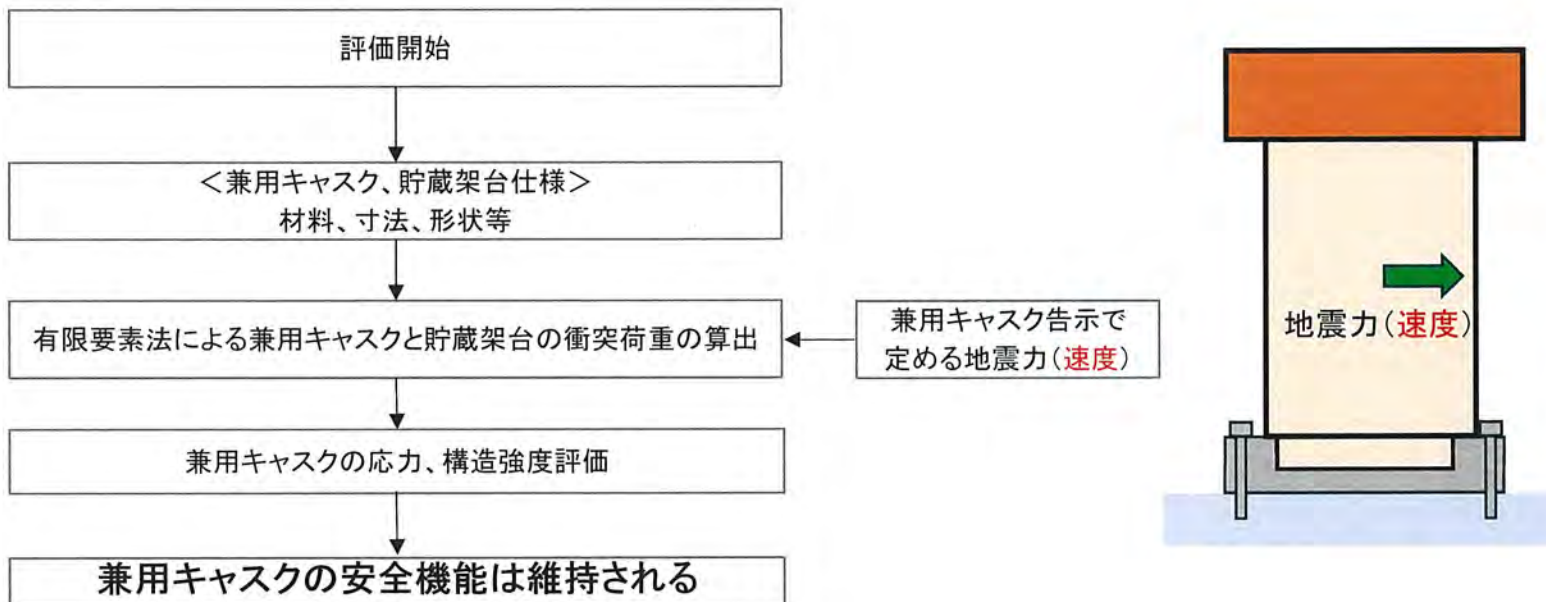 評価開始
＜兼用キャスク、貯蔵架台仕様＞
材料、寸法、形状等
有限要素法による兼用キャスクと貯蔵架台の衝突荷重の算出
兼用キャスク告示で
定める地震力(速度)
兼用キャスクの応力、構造強度評価
兼用キャスクの安全機能は維持される
地震力(速度)